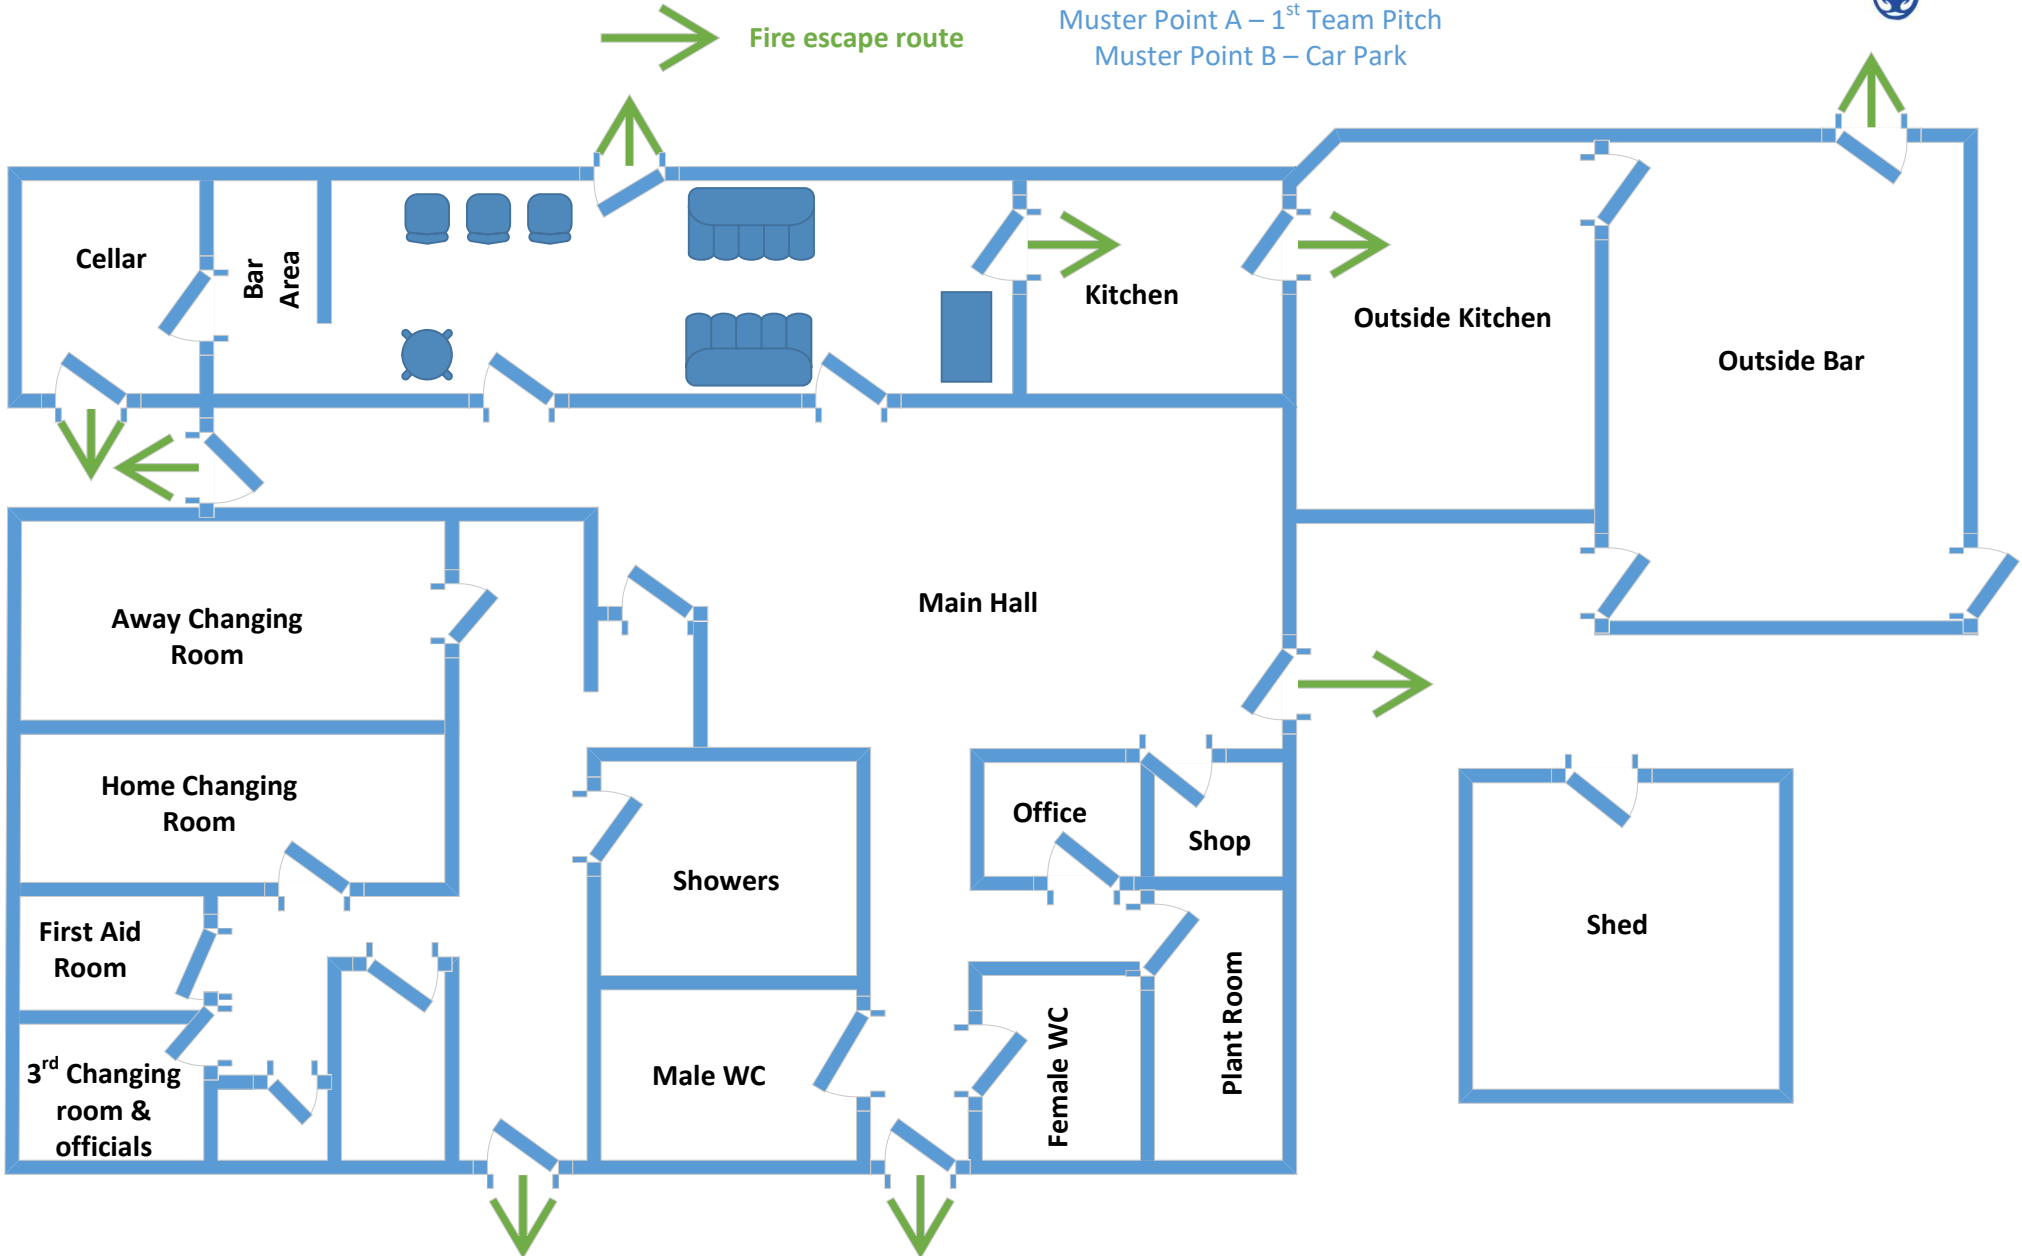 Muster Point A – 1st Team Pitch
Fire escape route
Muster Point B – Car Park
Cellar
Bar
Area
Kitchen
Outside Kitchen
Outside Bar
Away Changing
Room
Main Hall
Home Changing
Room
Office
Shop
Showers
First Aid
Room
Shed
3rd Changing
room &
officials
Male WC
Female WC
Plant Room